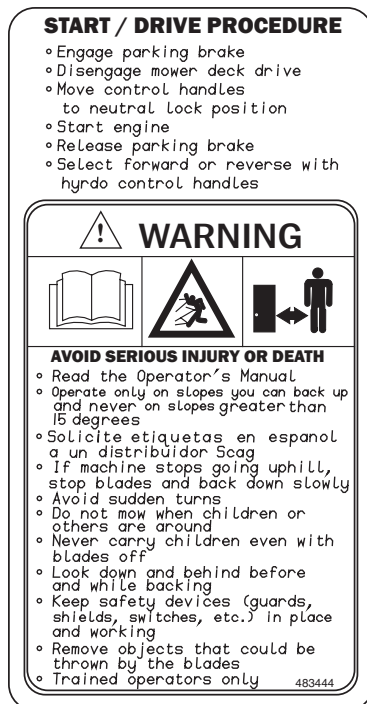 START / DRIVE PROCEDURE
° Engage parking brake
° Disengage mower deck drive
° Move control handles
to neutral lock position
° Start engine
° Release parking brake
° Select forward or reverse with
hyrdo control handles
! WARNING
AVOID SERIOUS INJURY OR DEATH
° Read the Operator's Manual
° Operate only on slopes you can back up
and never on slopes greater than
15 degrees
° Solicite etiquetas en espanol
a un distribuidor Scag
° If machine stops going uphill,
stop blades and back down slowly
° Avoid sudden turns
° Do not mow when children or
others are around
° Never carry children even with
blades off
° Look down and behind before
and while backing
° Keep safety devices (guards,
shields, switches, etc.) in place
and working
° Remove objects that could be
thrown by the blades
° Trained operators only 483444